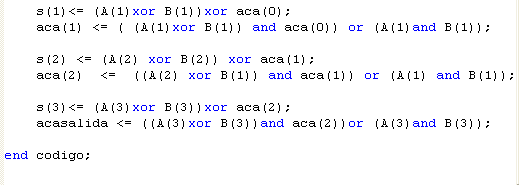 s(1)<= (A(1)xor B(1))xor aca(0);
aca(1) <= ( (A(1)xor B(1)) and aca(0)) or (A(1)and B(1));
s(2) <= (A(2) xor B(2)) xor aca(1);
aca(2)  <=  ((A(2) xor B(1)) and aca(1)) or (A(1) and B(1));
s(3)<= (A(3)xor B(3))xor aca(2);
acasalida <= ((A(3)xor B(3))and aca(2))or (A(3)and B(3));
end codigo;